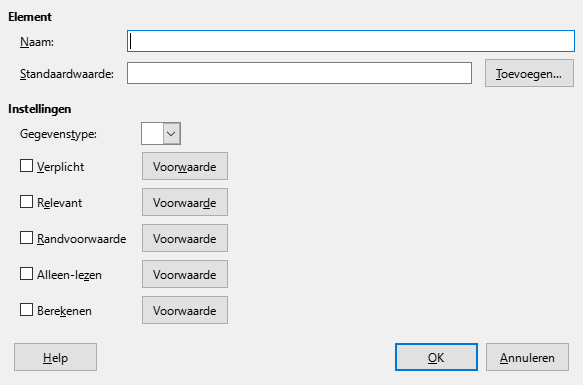 Element
Naam:
Standaardwaarde:
Toevoegen...
Instellingen
Gegevenstype:
Verplicht
Voorwaarde
Relevant
Voorwaarde
Randvoorwaarde
Voorwaarde
Alleen-lezen
Voorwaarde
Berekenen
Voorwaarde
Help
OK
Annuleren